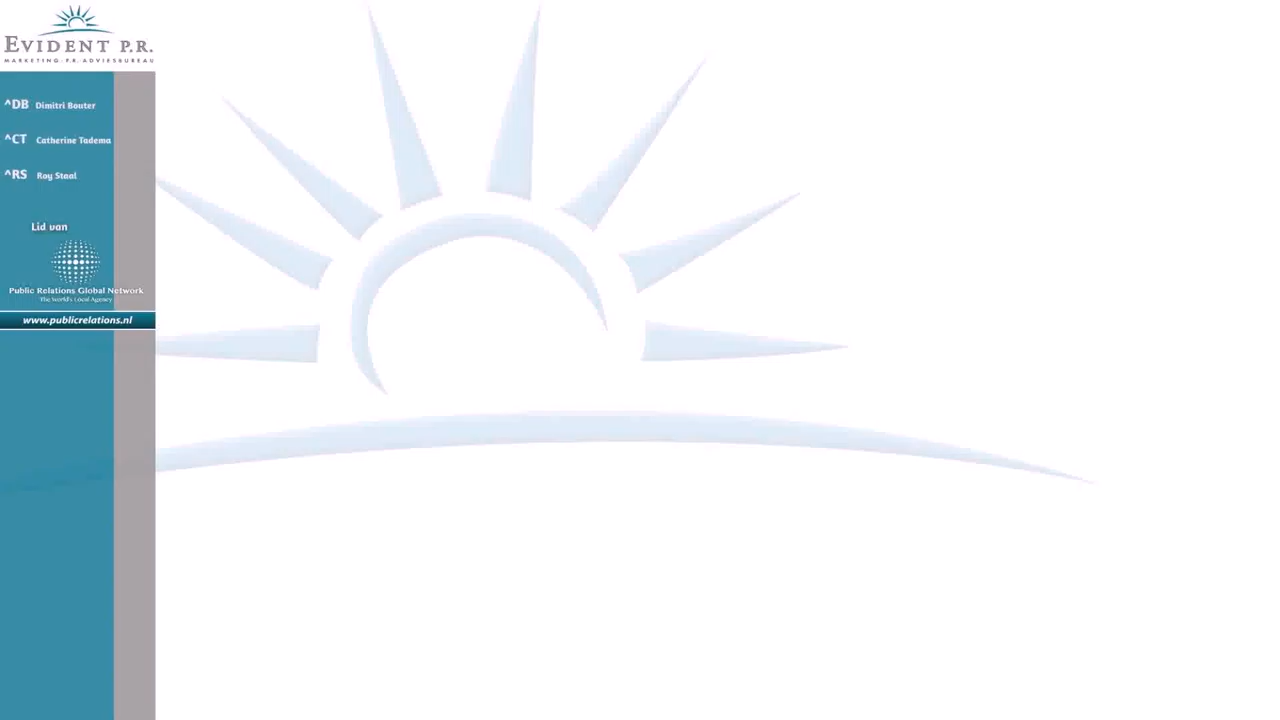 EVIDENT P.R.
MARKETING·P.R. ADVIESBUREAU
^DB Dimitri Bouter
^CT Catherine Tadema
^RS Roy Staal
Lid van
Public Relations Global Network
The World's Local Agency
www.publicrelations.nl